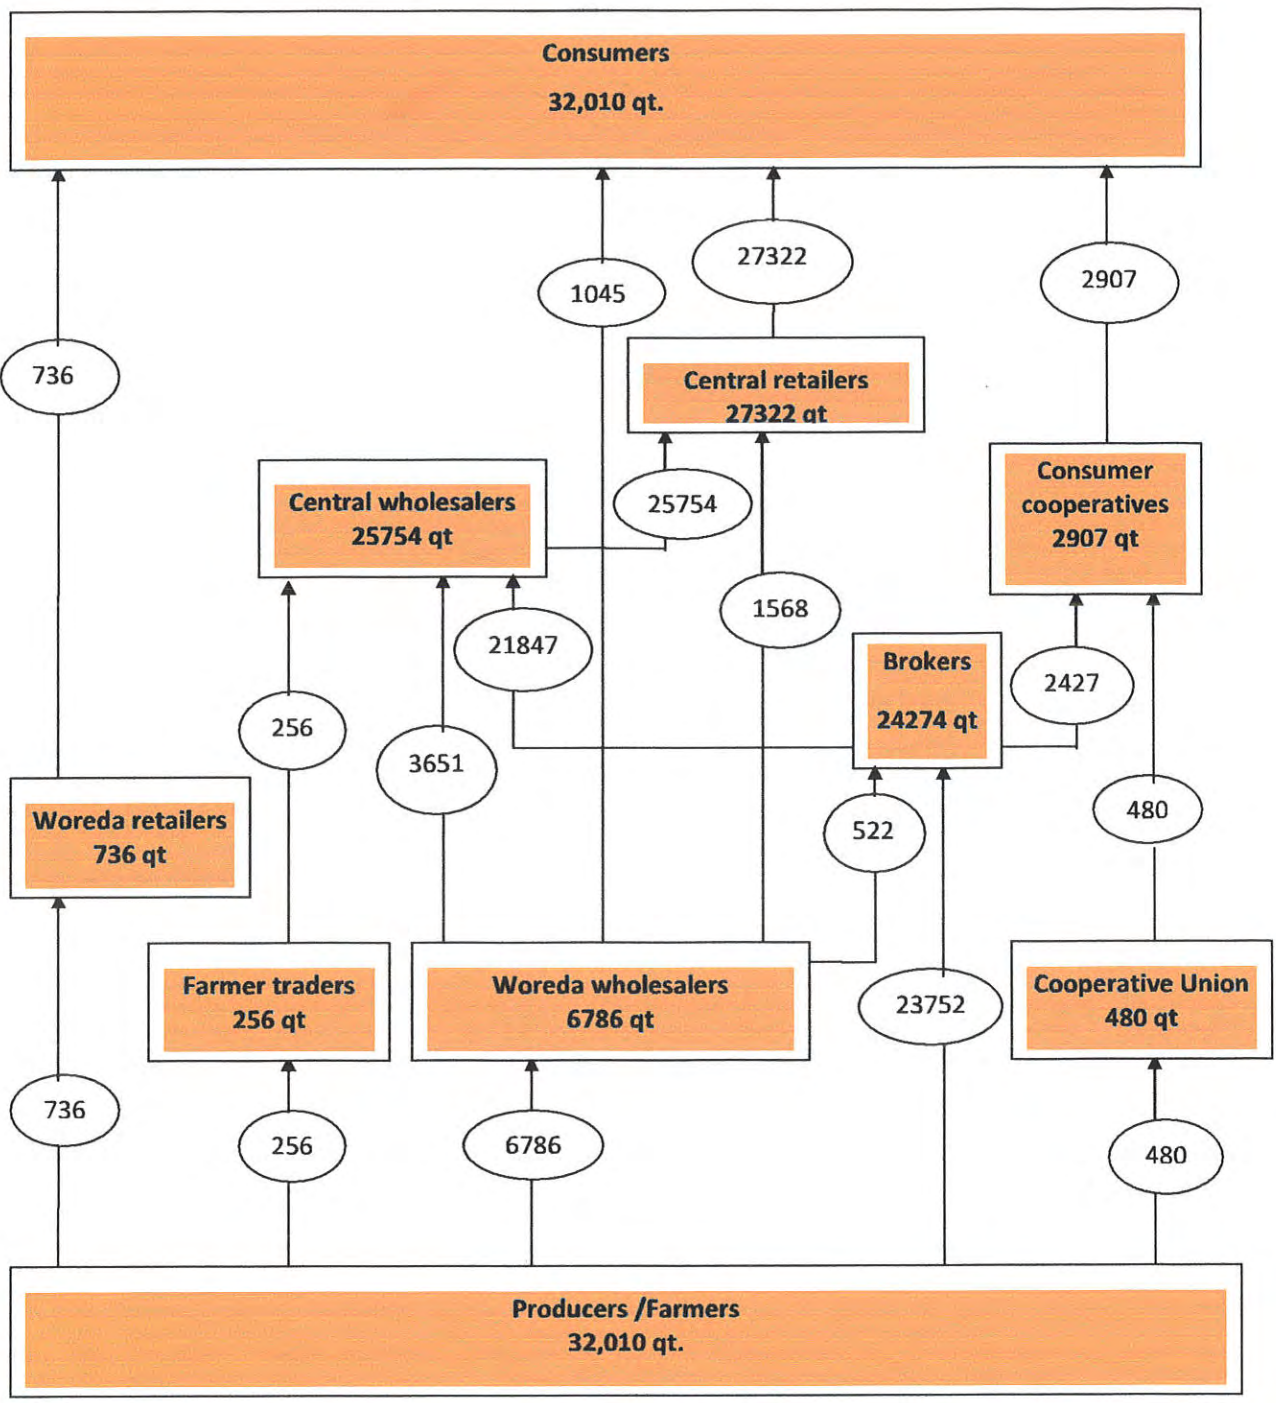 Consumers
32,010 qt.
27322
2907
1045
736
Central retailers
27322 qt
Consumer
cooperatives
2907 qt
Central wholesalers
25754 qt
25754
1568
21847
Brokers
24274 qt
2427
256
3651
480
522
Woreda retailers
736 qt
Farmer traders
256 qt
Woreda wholesalers
6786 qt
23752
Cooperative Union
480 qt
736
256
6786
480
Producers /Farmers
32,010 qt.